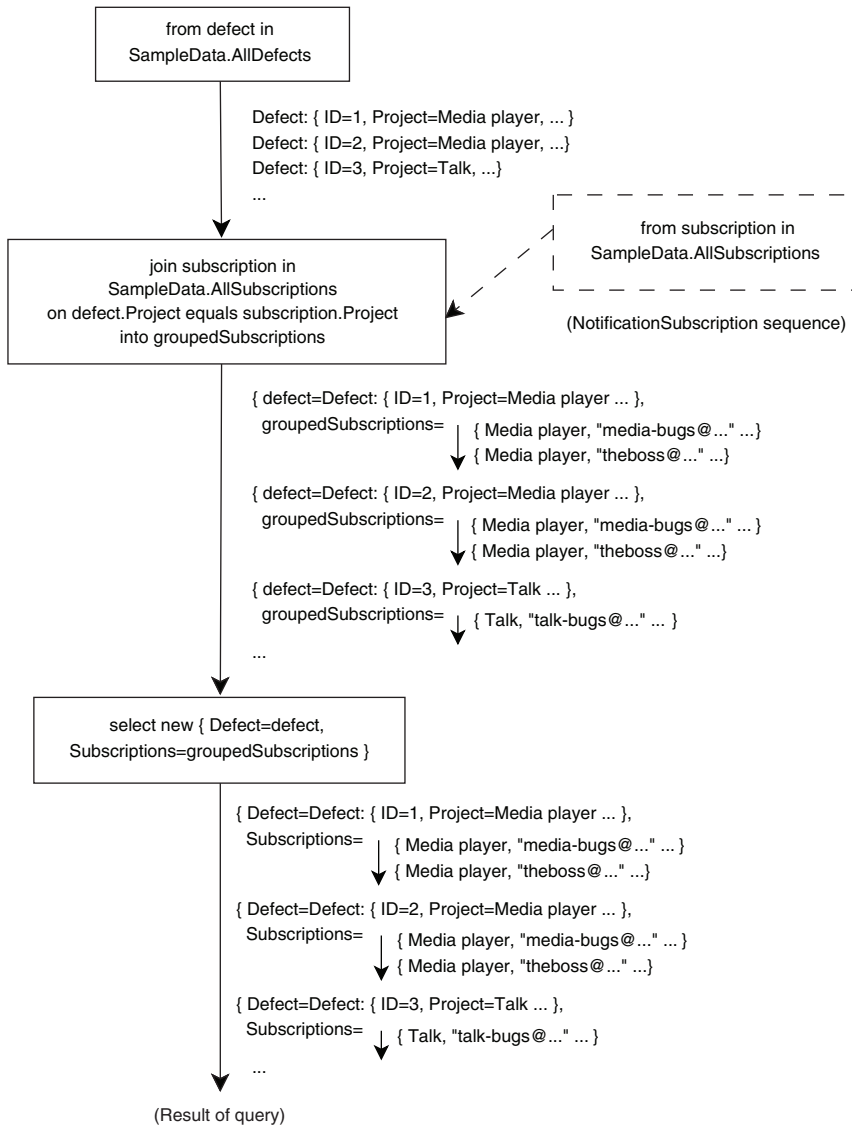 from defect in
SampleData.AllDefects
Defect: { ID=1, Project=Media player, ... }
Defect: { ID=2, Project=Media player, ...}
Defect: { ID=3, Project=Talk, ...}
...
from subscription in
SampleData.AllSubscriptions
(NotificationSubscription sequence)
join subscription in
SampleData.AllSubscriptions
on defect.Project equals subscription.Project
into groupedSubscriptions
{ defect=Defect: { ID=1, Project=Media player ... },
groupedSubscriptions= { Media player, "media-bugs@..." ...}
{ Media player, "theboss@..." ...}
{ defect=Defect: { ID=2, Project=Media player ... },
groupedSubscriptions= { Media player, "media-bugs@..." ... }
{ Media player, "theboss@..." ...}
{ defect=Defect: { ID=3, Project=Talk ... },
groupedSubscriptions= { Talk, "talk-bugs@..." ... }
...
select new { Defect=defect,
Subscriptions=groupedSubscriptions }
{ Defect=Defect: { ID=1, Project=Media player ... },
Subscriptions= { Media player, "media-bugs@..." ... }
{ Media player, "theboss@..." ...}
{ Defect=Defect: { ID=2, Project=Media player ... },
Subscriptions= { Media player, "media-bugs@..." ... }
{ Media player, "theboss@..." ...}
{ Defect=Defect: { ID=3, Project=Talk ... },
Subscriptions= { Talk, "talk-bugs@..." ... }
...
(Result of query)